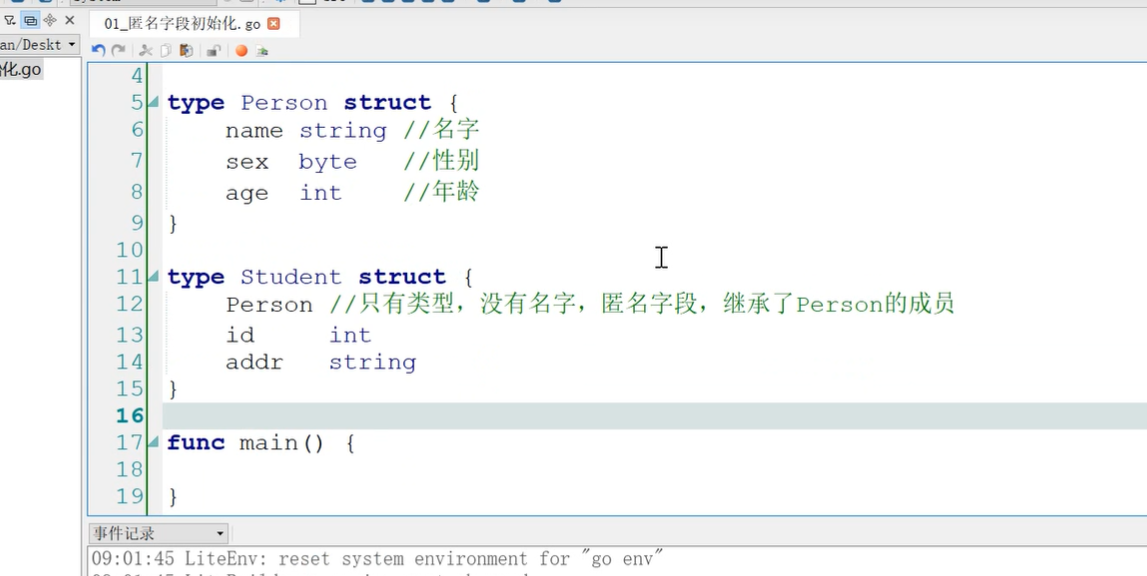 01_匿名字段初始化.go
an/Deskt
化.go
4
5 type Person struct {
6 name string //名字
7 sex byte //性别
8 age int //年龄
9 }
10
11 type Student struct {
12 Person //只有类型，没有名字，匿名字段，继承了Person的成员
13 id int
14 addr string
15 }
16
17 func main() {
18
19 }
事件记录
09:01:45 LiteEnv: reset system environment for "go env"